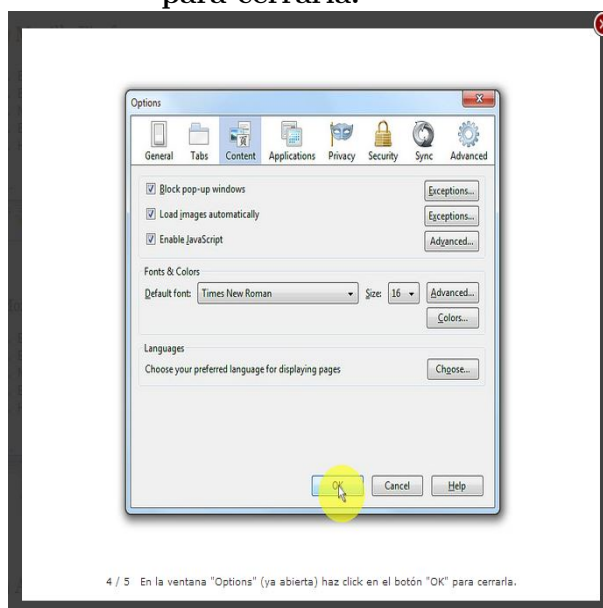 para cerrarla.
Options
General Tabs Content Applications Privacy Security Sync Advanced
Block pop-up windows Exceptions...
Load images automatically Exceptions...
Enable JavaScript Advanced...
Fonts & Colors
Default font: Times New Roman Size: 16 Advanced...
Colors...
Languages
Choose your preferred language for displaying pages Choose...
OK Cancel Help
4 / 5 En la ventana "Options" (ya abierta) haz click en el botón "OK" para cerrarla.